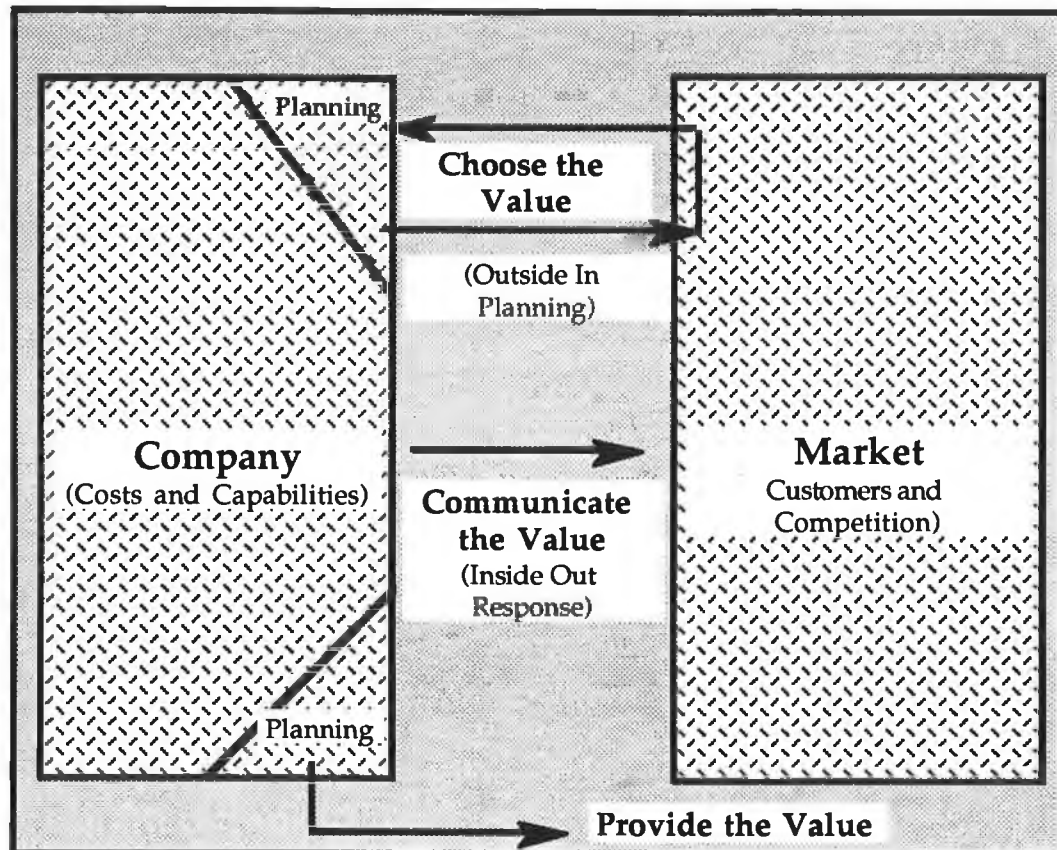 Planning
Choose the
Value
(Outside In
Planning)
Company
(Costs and Capabilities)
Communicate
the Value
(Inside Out
Response)
Market
Customers and
Competition)
Planning
Provide the Value